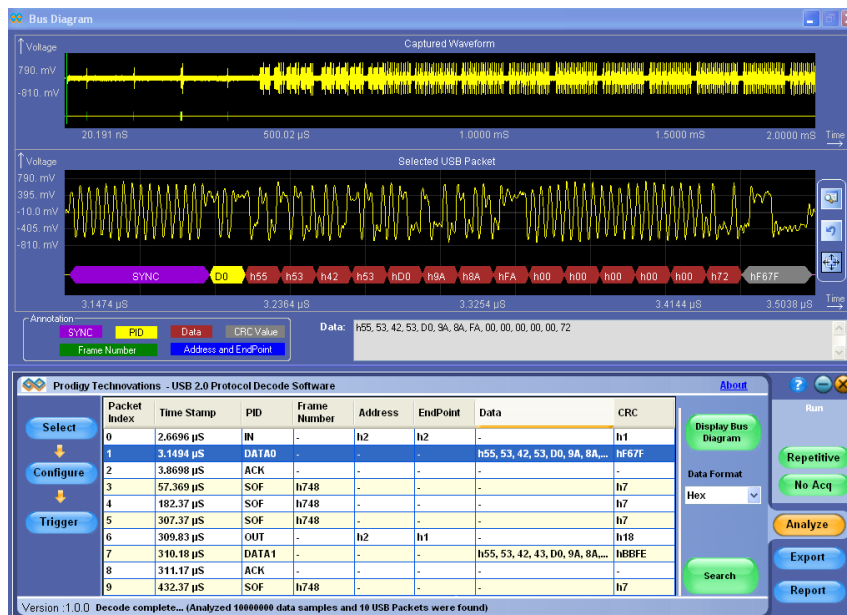 Bus Diagram
Captured Waveform
Voltage
790. mV
-810. mV
20.191 nS 500.02 µS 1.0000 mS 1.5000 mS 2.0000 mS Time
Selected USB Packet
Voltage
790. mV
395. mV
-10.0 mV
-405. mV
-810. mV
SYNC D0 h55 h53 h42 h53 hD0 h9A h8A hFA h00 h00 h00 h00 h00 h72 hF67F
3.1474 µS 3.2364 µS 3.3254 µS 3.4144 µS 3.5038 µS Time
Annotation
SYNC PID Data CRC Value
Frame Number Address and EndPoint
Data: h55, 53, 42, 53, D0, 9A, 8A, FA, 00, 00, 00, 00, 00, 72
Prodigy Technovations - USB 2.0 Protocol Decode Software About
Select
Configure
Trigger
Packet Index Time Stamp PID Frame Number Address EndPoint Data CRC
0 2.6696 µS IN - h2 h2 - h1
1 3.1494 µS DATA0 - - - h55, 53, 42, 53, D0, 9A, 8A,... hF67F
2 3.8698 µS ACK - - - - -
3 57.369 µS SOF h748 - - - h7
4 182.37 µS SOF h748 - - - h7
5 307.37 µS SOF h748 - - - h7
6 309.83 µS OUT - h2 h1 - h18
7 310.18 µS DATA1 - - - h55, 53, 42, 43, D0, 9A, 8A,... hBBFE
8 311.17 µS ACK - - - - -
9 432.37 µS SOF h748 - - - h7
Display Bus Diagram
Data Format
Hex
Search
Run
Repetitive
No Acq
Analyze
Export
Report
Version :1.0.0 Decode complete... (Analyzed 10000000 data samples and 10 USB Packets were found)